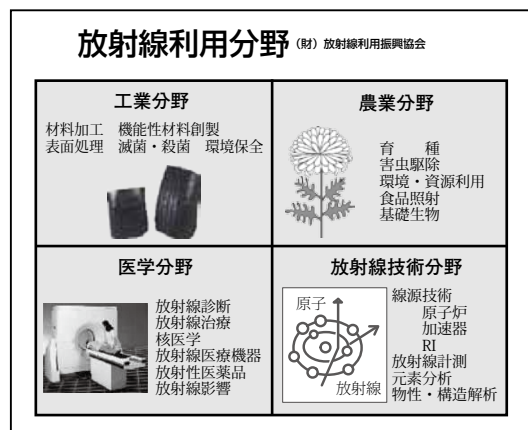 放射線利用分野 (財) 放射線利用振興協会
工業分野
材料加工 機能性材料創製
表面処理 滅菌・殺菌 環境保全
農業分野
育 種
害虫駆除
環境・資源利用
食品照射
基礎生物
医学分野
放射線診断
放射線治療
核医学
放射線医療機器
放射性医薬品
放射線影響
放射線技術分野
原子
放射線
線源技術
原子炉
加速器
RI
放射線計測
元素分析
物性・構造解析